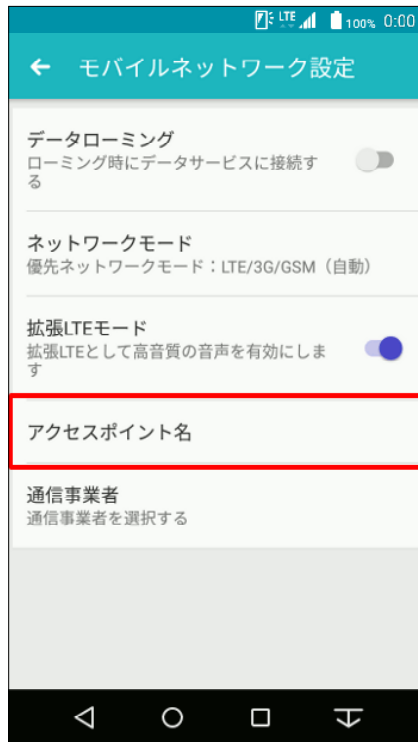 LTE 100% 0:00
モバイルネットワーク設定
データローミング
ローミング時にデータサービスに接続す
る
ネットワークモード
優先ネットワークモード：LTE/3G/GSM（自動）
拡張LTEモード
拡張LTEとして高音質の音声を有効にしま
す
アクセスポイント名
通信事業者
通信事業者を選択する